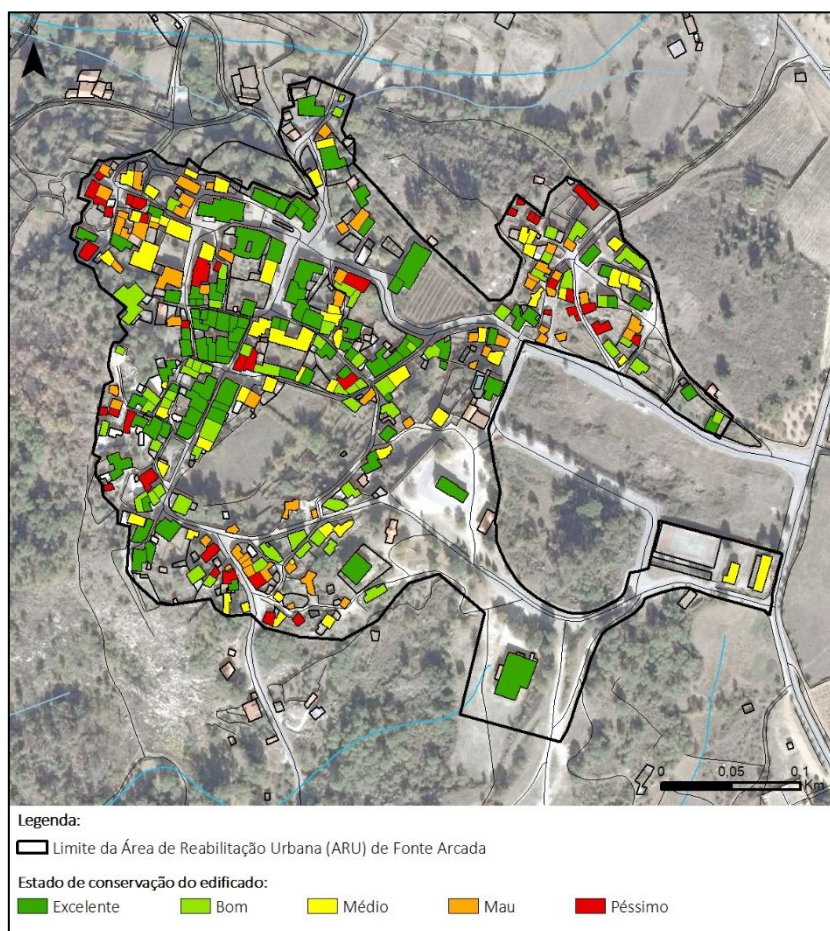 N
0 0,05 0,1
Km
Legenda:
Limite da Área de Reabilitação Urbana (ARU) de Fonte Arcada
Estado de conservação do edificado:
Excelente Bom Médio Mau Péssimo